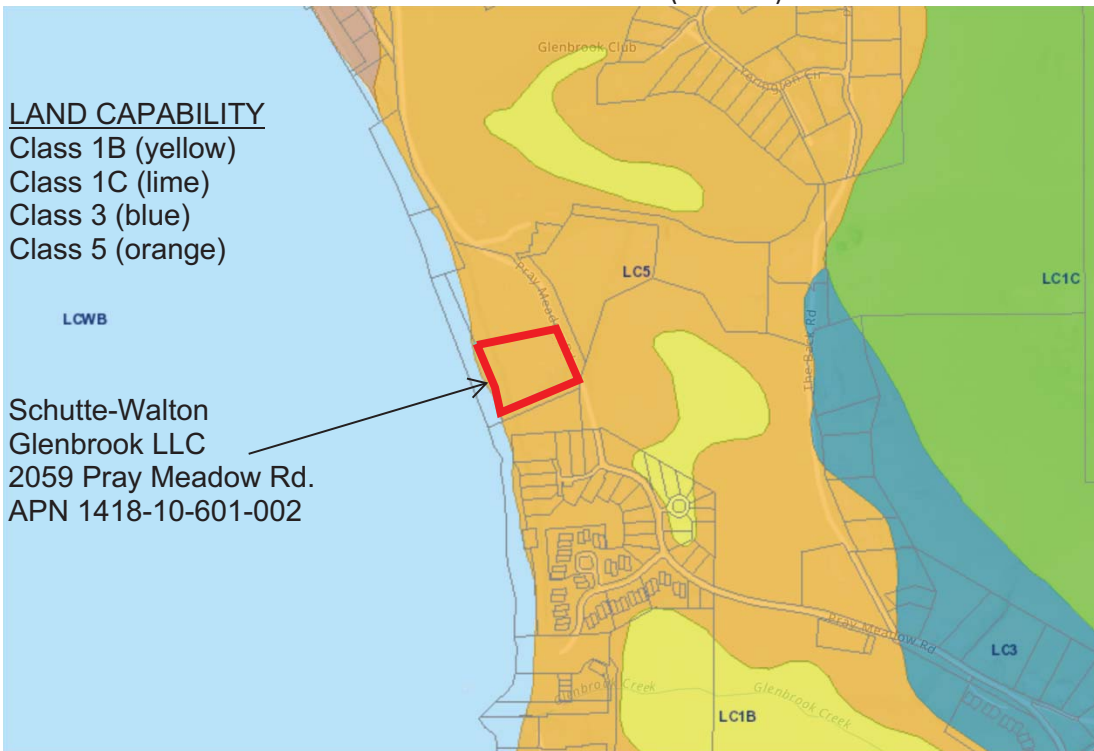 Glenbrook Club
LAND CAPABILITY
Class 1B (yellow)
Class 1C (lime)
Class 3 (blue)
Class 5 (orange)
LC5
LC1C
LCWB
The Back Rd
Schutte-Walton
Glenbrook LLC
2059 Pray Meadow Rd.
APN 1418-10-601-002
Pray Meadow Rd
LC3
Glenbrook Creek
Glenbrook Creek
LC1B